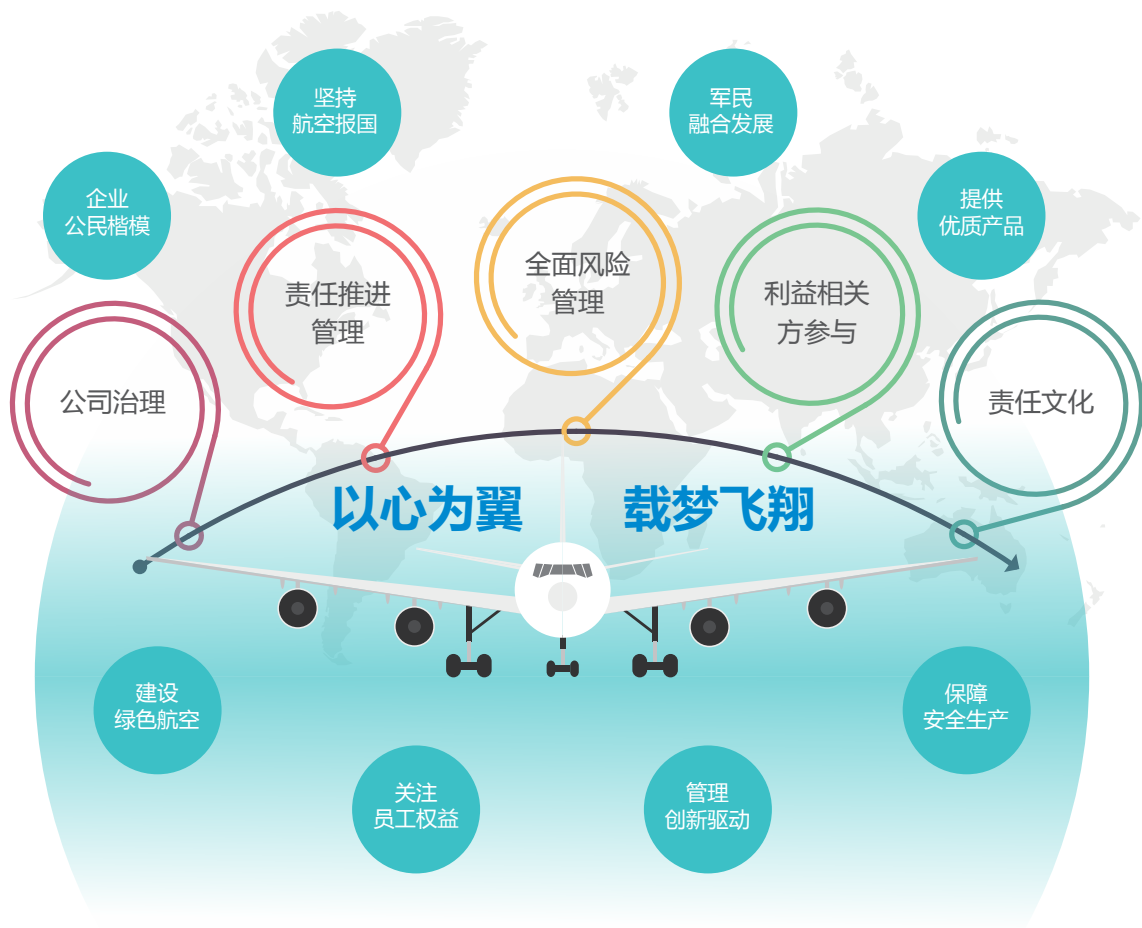 坚持
航空报国
军民
融合发展
企业
公民楷模
提供
优质产品
责任推进
管理
全面风险
管理
利益相关
方参与
公司治理
责任文化
以心为翼 载梦飞翔
建设
绿色航空
保障
安全生产
关注
员工权益
管理
创新驱动